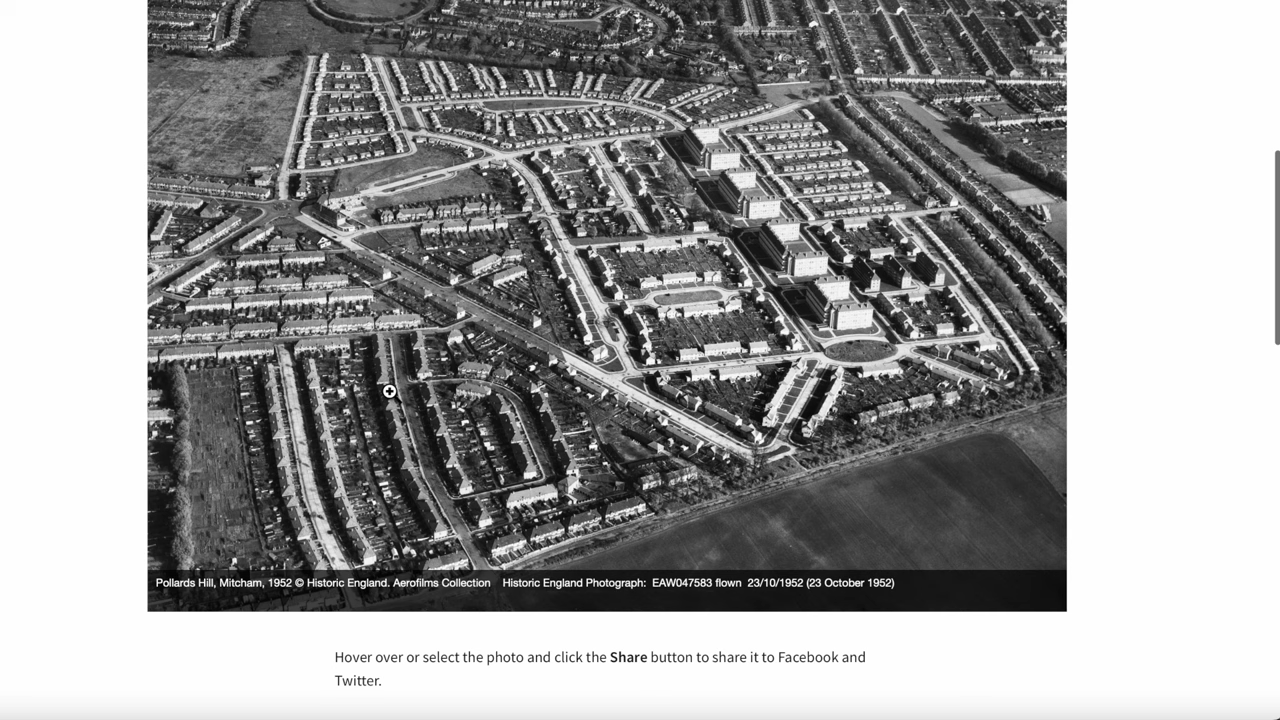 Pollards Hill, Mitcham, 1952 © Historic England. Aerofilms Collection Historic England Photograph: EAW047583 flown 23/10/1952 (23 October 1952)
Hover over or select the photo and click the Share button to share it to Facebook and
Twitter.